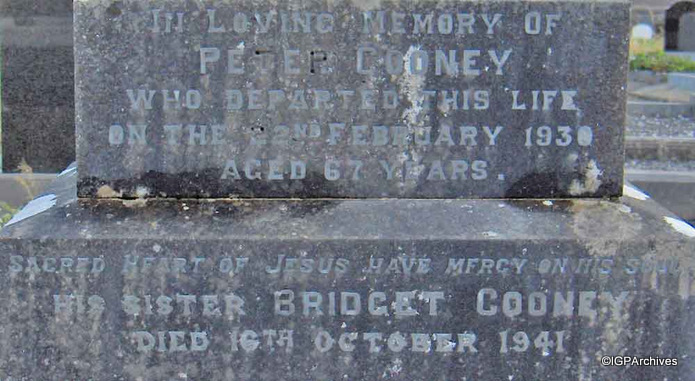 IN LOVING MEMORY OF
PETER COONEY
WHO DEPARTED THIS LIFE
ON THE 22ND FEBRUARY 1930
AGED 67 YEARS.
SACRED HEART OF JESUS HAVE MERCY ON HIS SOUL
HIS SISTER BRIDGET COONEY
DIED 16TH OCTOBER 1941
©IGPArchives